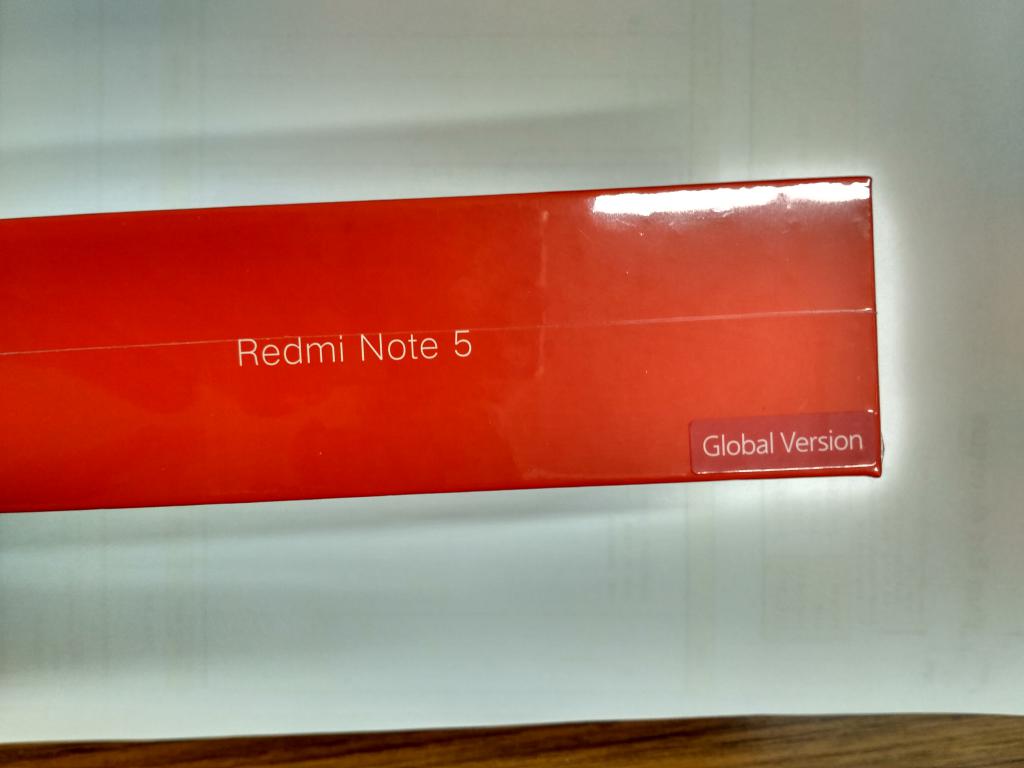 Redmi Note 5
Global Version